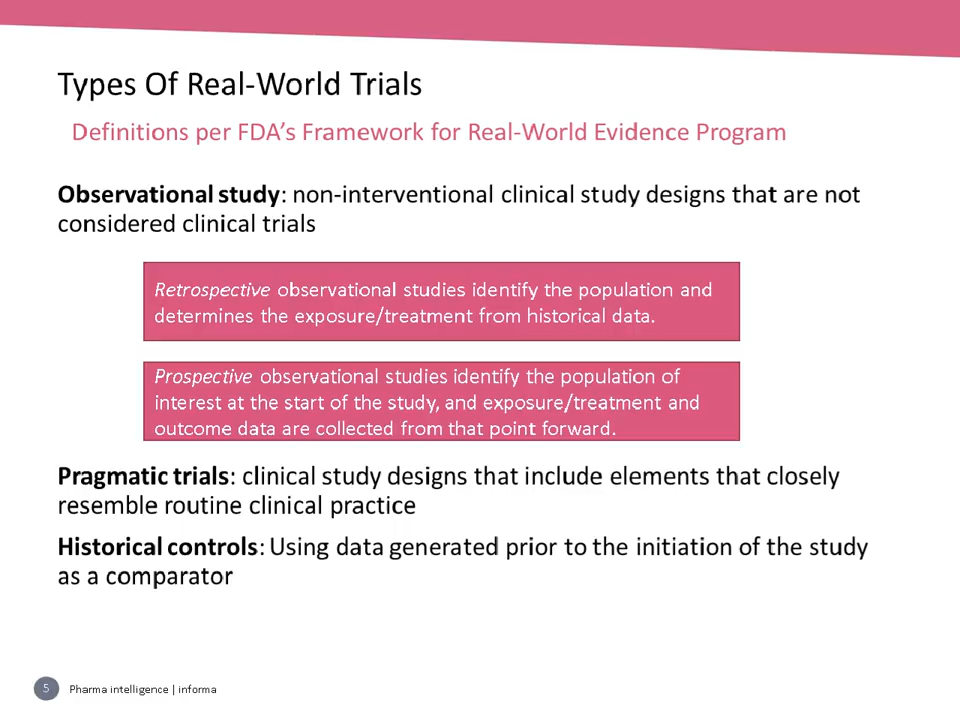 Types Of Real-World Trials
Definitions per FDA’s Framework for Real-World Evidence Program
Observational study: non-interventional clinical study designs that are not
considered clinical trials
Retrospective observational studies identify the population and
determines the exposure/treatment from historical data.
Prospective observational studies identify the population of
interest at the start of the study, and exposure/treatment and
outcome data are collected from that point forward.
Pragmatic trials: clinical study designs that include elements that closely
resemble routine clinical practice
Historical controls: Using data generated prior to the initiation of the study
as a comparator
5 Pharma intelligence | informa